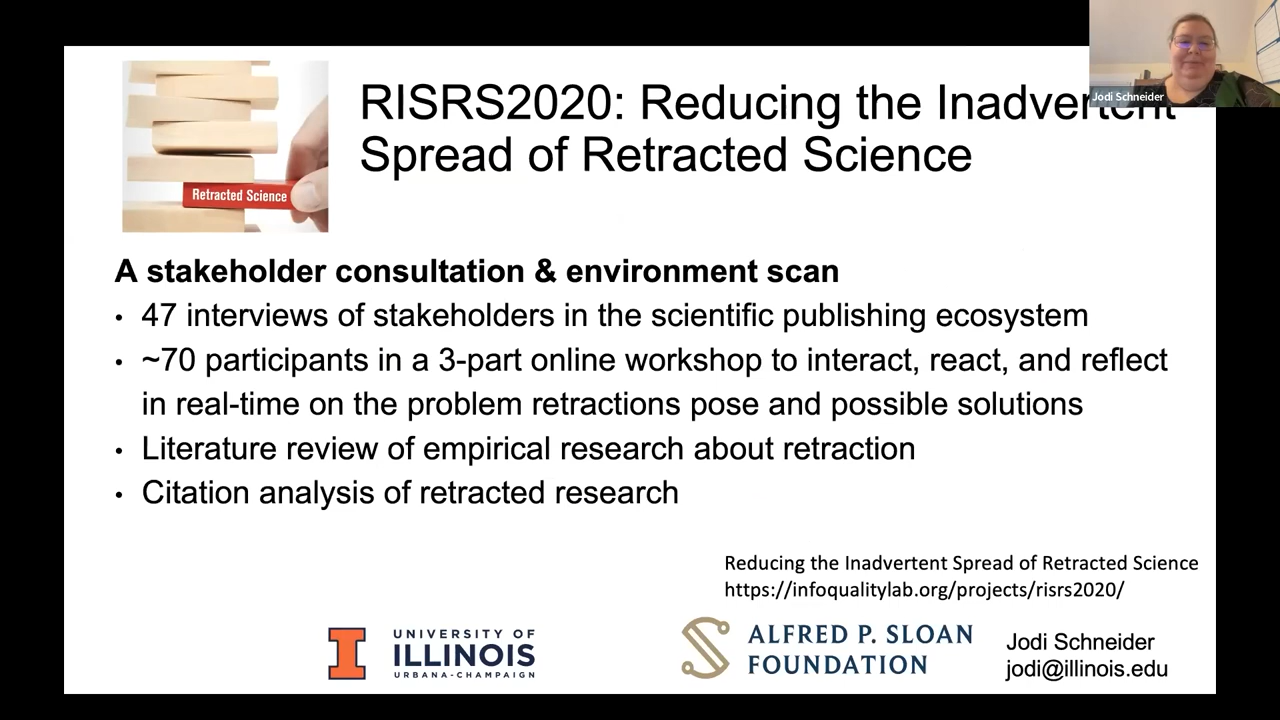 Jodi Schneider
Retracted Science
RISRS2020: Reducing the Inadvertent
Spread of Retracted Science
A stakeholder consultation & environment scan
• 47 interviews of stakeholders in the scientific publishing ecosystem
• ~70 participants in a 3-part online workshop to interact, react, and reflect
in real-time on the problem retractions pose and possible solutions
• Literature review of empirical research about retraction
• Citation analysis of retracted research
Reducing the Inadvertent Spread of Retracted Science
https://infoqualitylab.org/projects/risrs2020/
UNIVERSITY OF
ILLINOIS
URBANA-CHAMPAIGN
ALFRED P. SLOAN
FOUNDATION
Jodi Schneider
jodi@illinois.edu